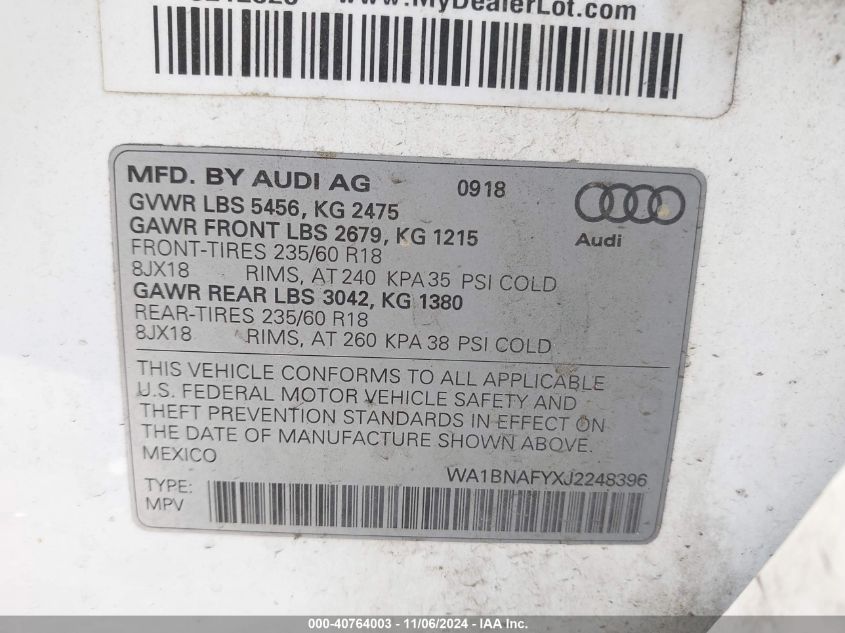 www.MyDealerLot.com
MFD. BY AUDI AG 0918
GVWR LBS 5456, KG 2475
GAWR FRONT LBS 2679, KG 1215
FRONT-TIRES 235/60 R18
8JX18 RIMS, AT 240 KPA 35 PSI COLD
GAWR REAR LBS 3042, KG 1380
REAR-TIRES 235/60 R18
8JX18 RIMS, AT 260 KPA 38 PSI COLD
Audi
THIS VEHICLE CONFORMS TO ALL APPLICABLE
U.S. FEDERAL MOTOR VEHICLE SAFETY AND
THEFT PREVENTION STANDARDS IN EFFECT ON
THE DATE OF MANUFACTURE SHOWN ABOVE.
MEXICO
WA1BNAFYXJ2248396
TYPE:
MPV
000-40764003 - 11/06/2024 - IAA Inc.